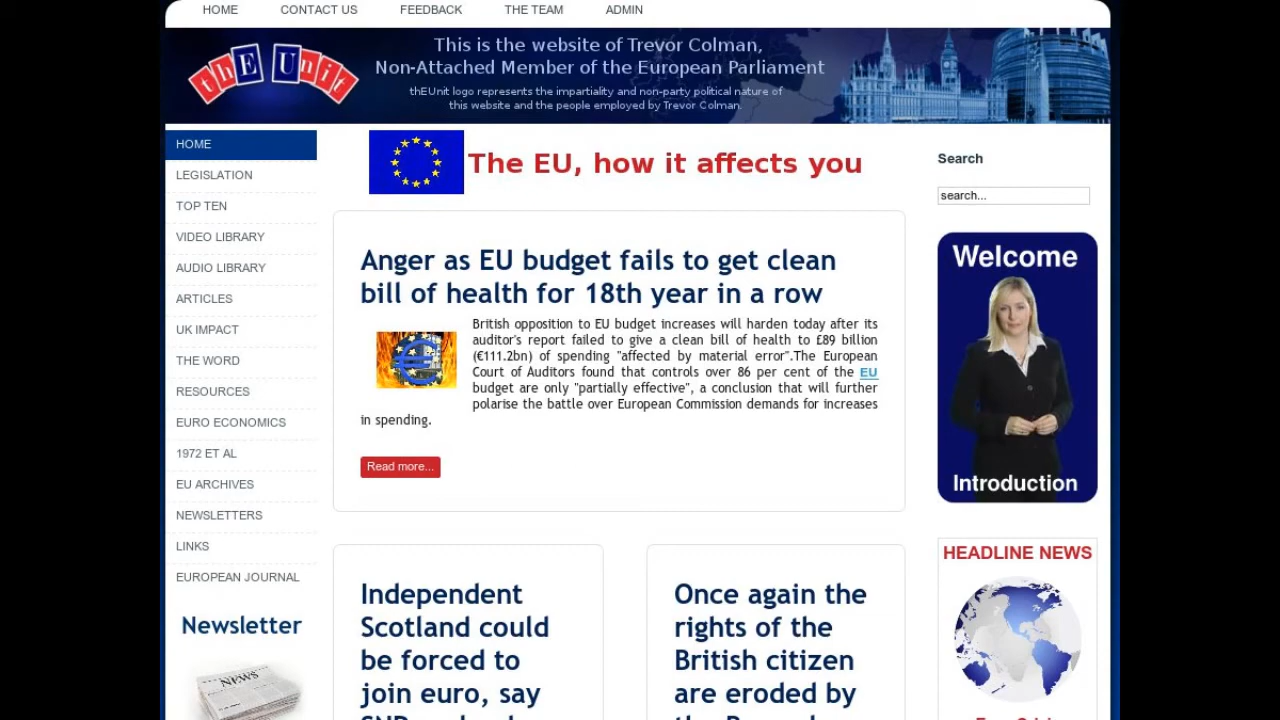 HOME CONTACT US FEEDBACK THE TEAM ADMIN
thEUnit
This is the website of Trevor Colman,
Non-Attached Member of the European Parliament
thEUnit logo represents the impartiality and non-party political nature of
this website and the people employed by Trevor Colman.
HOME
LEGISLATION
TOP TEN
VIDEO LIBRARY
AUDIO LIBRARY
ARTICLES
UK IMPACT
THE WORD
RESOURCES
EURO ECONOMICS
1972 ET AL
EU ARCHIVES
NEWSLETTERS
LINKS
EUROPEAN JOURNAL
Newsletter
NEWS
The EU, how it affects you
Anger as EU budget fails to get clean
bill of health for 18th year in a row
British opposition to EU budget increases will harden today after its
auditor's report failed to give a clean bill of health to £89 billion
(€111.2bn) of spending "affected by material error".The European
Court of Auditors found that controls over 86 per cent of the EU
budget are only "partially effective", a conclusion that will further
polarise the battle over European Commission demands for increases
in spending.
Read more...
Independent
Scotland could
be forced to
join euro, say
Once again the
rights of the
British citizen
are eroded by
Search
search...
Welcome
Introduction
HEADLINE NEWS